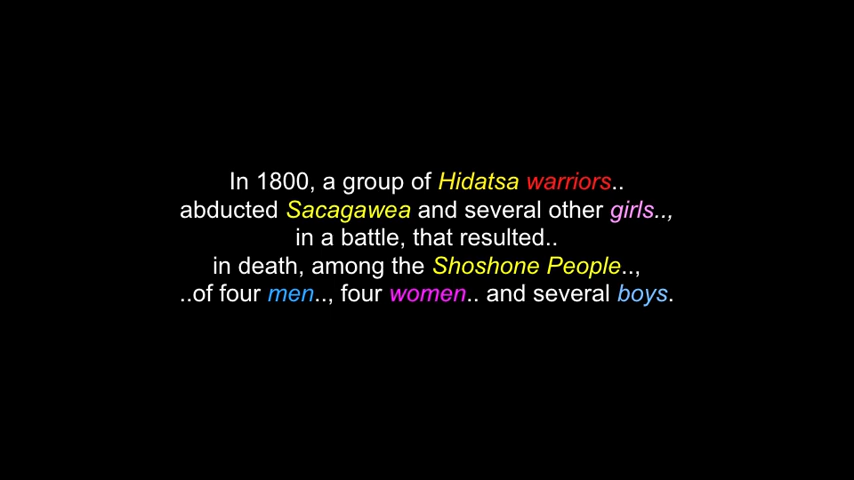 In 1800, a group of Hidatsa warriors..
abducted Sacagawea and several other girls..,
in a battle, that resulted..
in death, among the Shoshone People..,
..of four men.., four women.. and several boys.